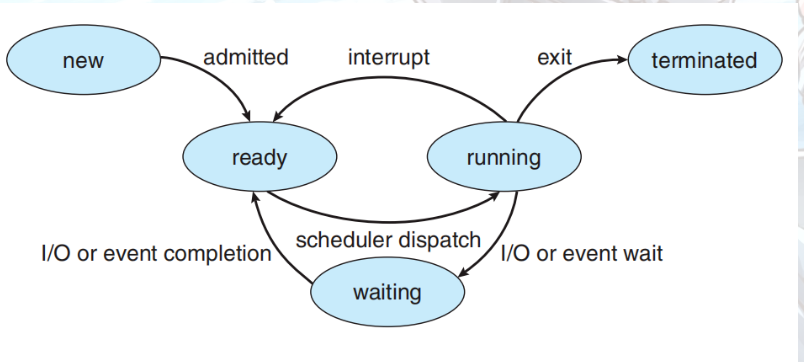 new
admitted
interrupt
exit
terminated
ready
running
scheduler dispatch
I/O or event completion
I/O or event wait
waiting